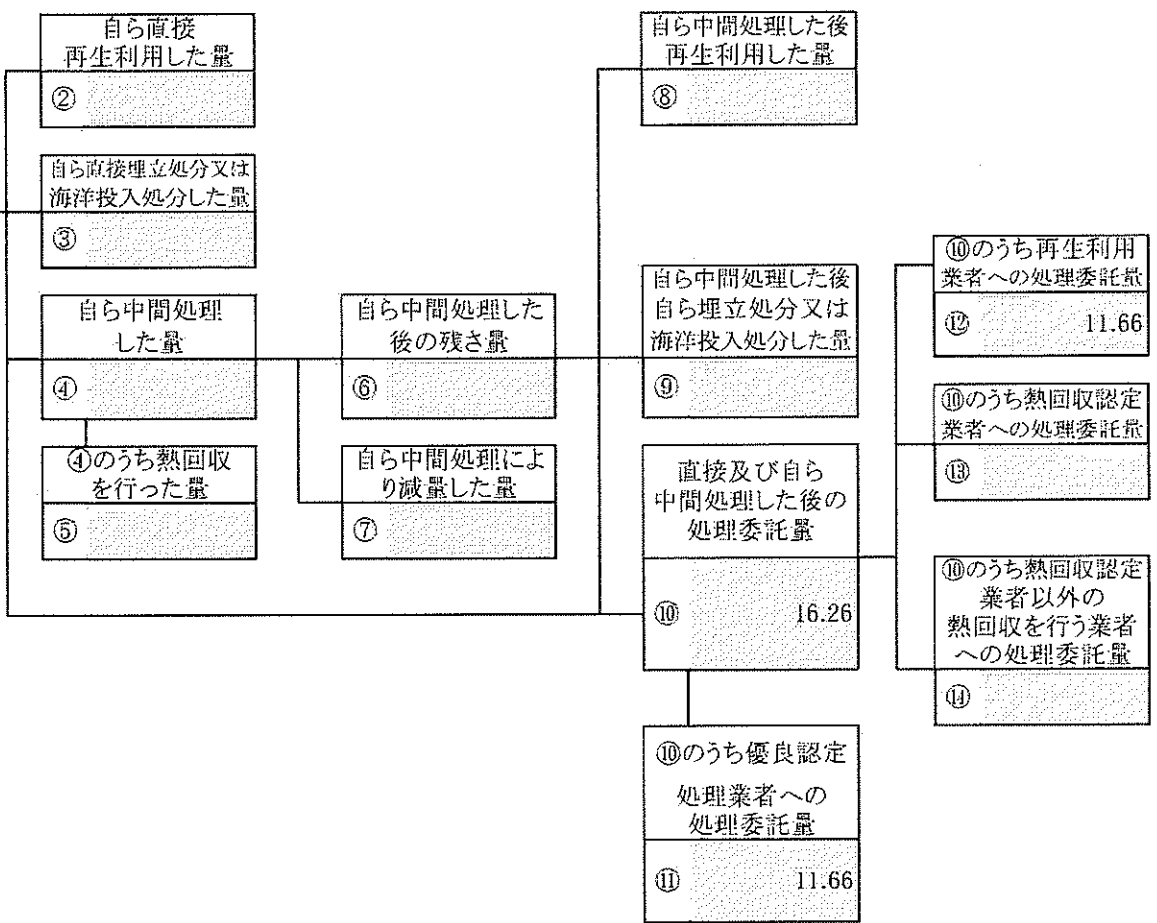 自ら直接
再生利用した量
②
自ら直接埋立処分又は
海洋投入処分した量
③
自ら中間処理
した量
④
④のうち熱回収
を行った量
⑤
自ら中間処理した
後の残さ量
⑥
自ら中間処理によ
り減量した量
⑦
自ら中間処理した後
再生利用した量
⑧
自ら中間処理した後
自ら埋立処分又は
海洋投入処分した量
⑨
直接及び自ら
中間処理した後の
処理委託量
⑩ 16.26
⑩のうち優良認定
処理業者への
処理委託量
⑪ 11.66
⑩のうち再生利用
業者への処理委託量
⑫ 11.66
⑩のうち熱回収認定
業者への処理委託量
⑬
⑩のうち熱回収認定
業者以外の
熱回収を行う業者
への処理委託量
⑭